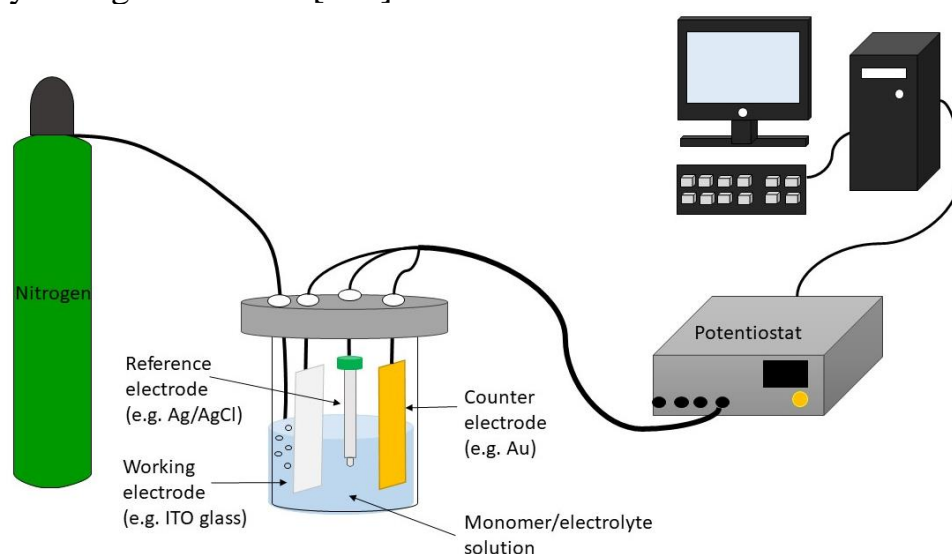 Nitrogen
Potentiostat
Reference
electrode
(e.g. Ag/AgCl)
Counter
electrode
(e.g. Au)
Working
electrode
(e.g. ITO glass)
Monomer/electrolyte
solution